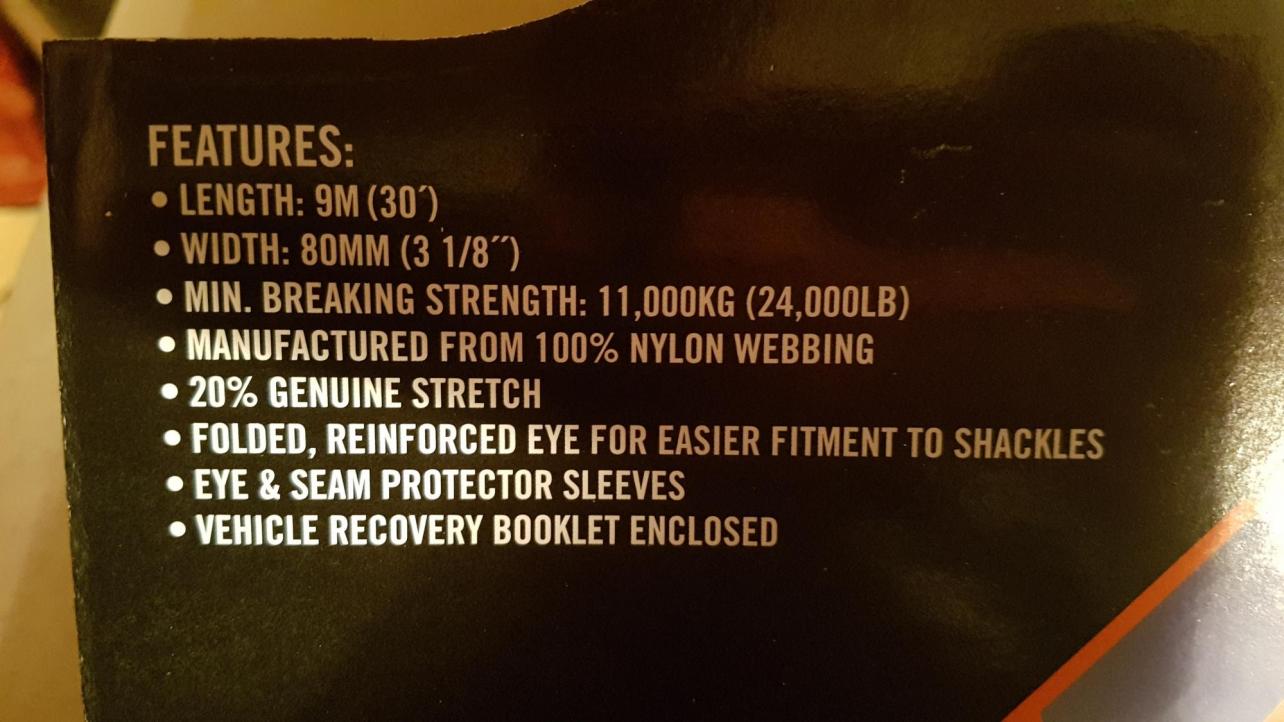 FEATURES:
• LENGTH: 9M (30´)
• WIDTH: 80MM (3 1/8´´)
• MIN. BREAKING STRENGTH: 11,000KG (24,000LB)
• MANUFACTURED FROM 100% NYLON WEBBING
• 20% GENUINE STRETCH
• FOLDED, REINFORCED EYE FOR EASIER FITMENT TO SHACKLES
• EYE & SEAM PROTECTOR SLEEVES
• VEHICLE RECOVERY BOOKLET ENCLOSED